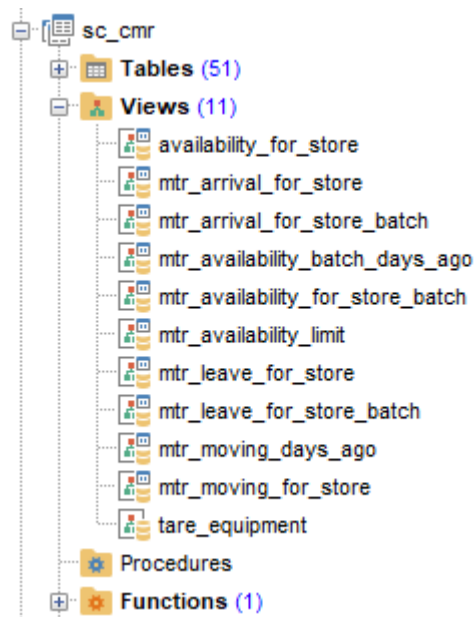 sc_cmr
Tables (51)
Views (11)
availability_for_store
mtr_arrival_for_store
mtr_arrival_for_store_batch
mtr_availability_batch_days_ago
mtr_availability_for_store_batch
mtr_availability_limit
mtr_leave_for_store
mtr_leave_for_store_batch
mtr_moving_days_ago
mtr_moving_for_store
tare_equipment
Procedures
Functions (1)